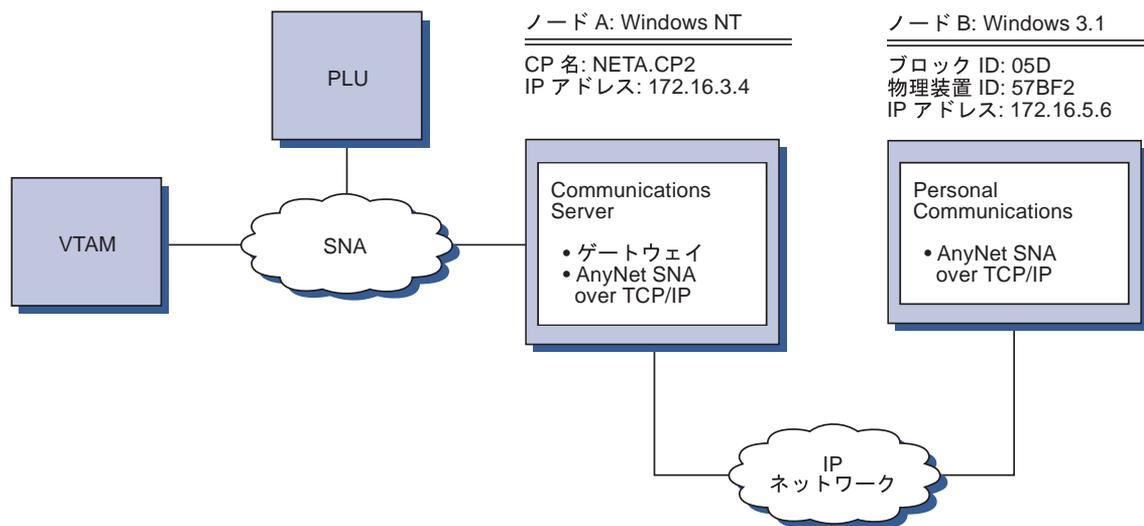 ノード A: Windows NT
CP 名: NETA.CP2
IP アドレス: 172.16.3.4
ノード B: Windows 3.1
ブロック ID: 05D
物理装置 ID: 57BF2
IP アドレス: 172.16.5.6
PLU
VTAM
SNA
Communications
Server
• ゲートウェイ
• AnyNet SNA
over TCP/IP
Personal
Communications
• AnyNet SNA
over TCP/IP
IP
ネットワーク